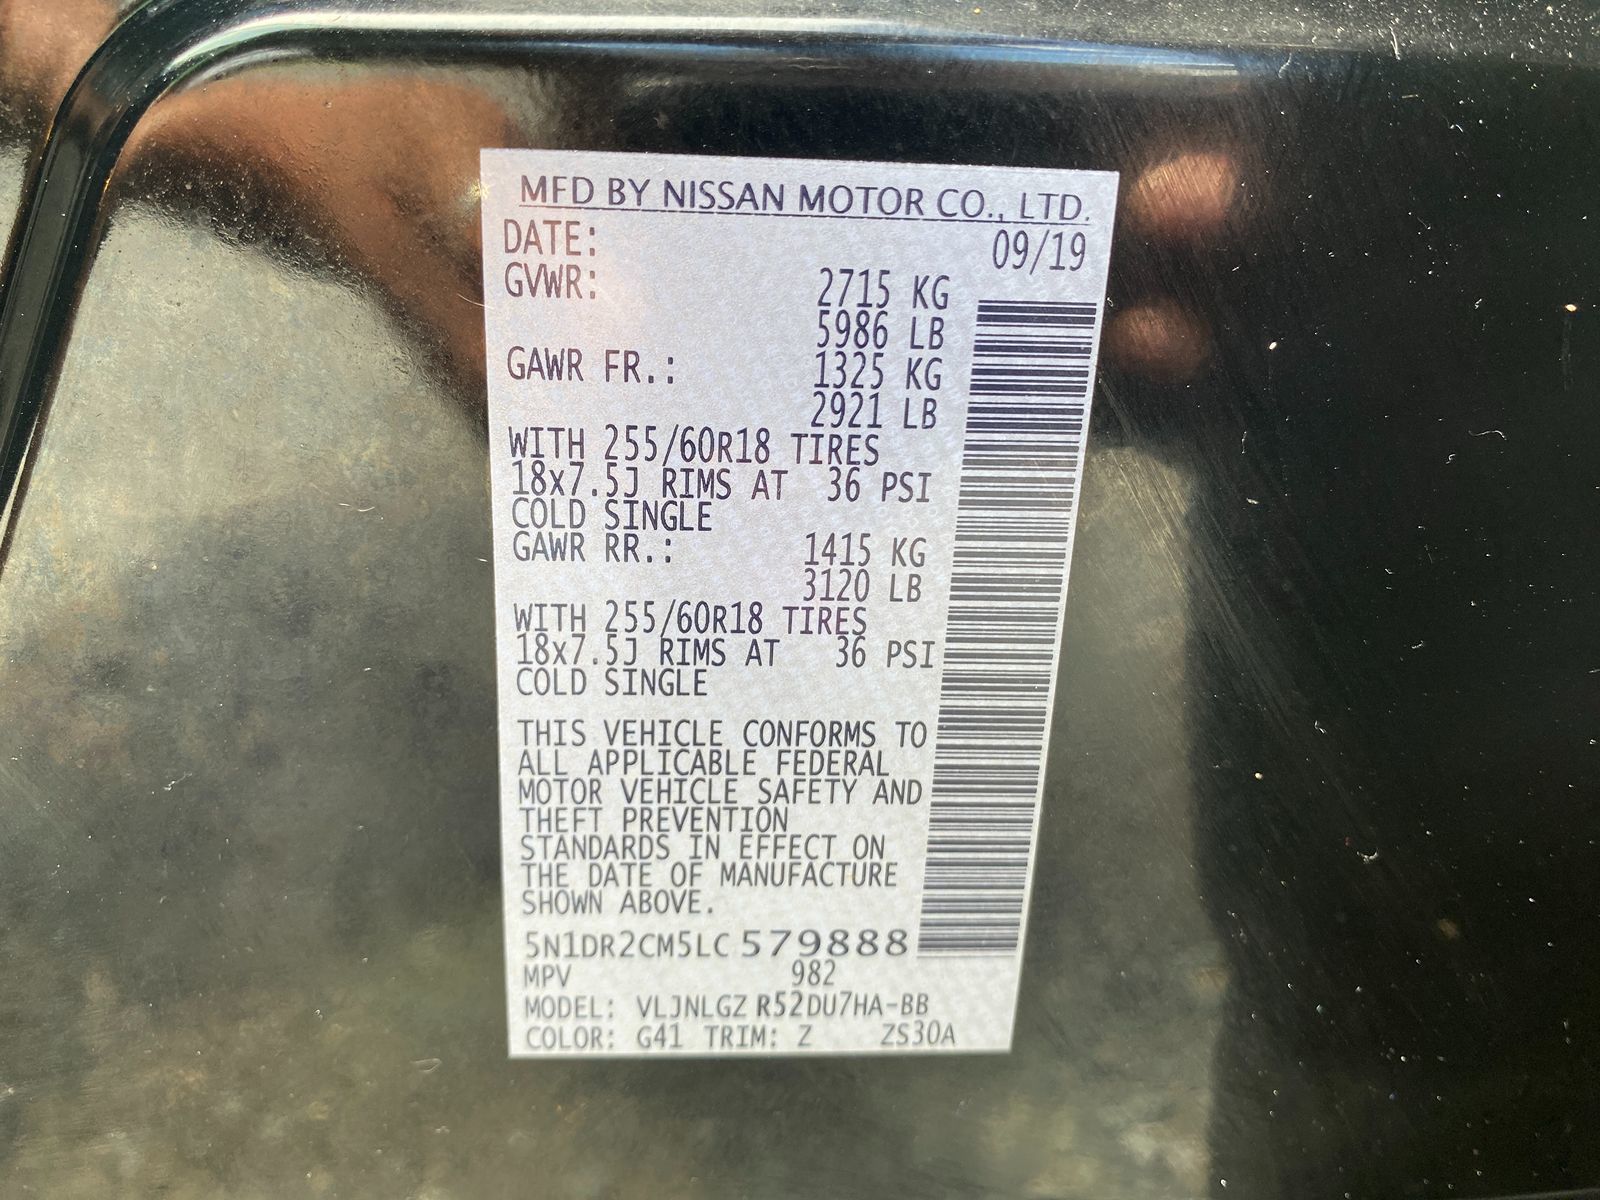 MFD BY NISSAN MOTOR CO., LTD.
DATE: 09/19
GVWR: 2715 KG
5986 LB
GAWR FR.: 1325 KG
2921 LB
WITH 255/60R18 TIRES
18x7.5J RIMS AT 36 PSI
COLD SINGLE
GAWR RR.: 1415 KG
3120 LB
WITH 255/60R18 TIRES
18x7.5J RIMS AT 36 PSI
COLD SINGLE
THIS VEHICLE CONFORMS TO
ALL APPLICABLE FEDERAL
MOTOR VEHICLE SAFETY AND
THEFT PREVENTION
STANDARDS IN EFFECT ON
THE DATE OF MANUFACTURE
SHOWN ABOVE.
5N1DR2CM5LC579888
MPV 982
MODEL: VLJNLGZ R52DU7HA-BB
COLOR: G41 TRIM: Z ZS30A